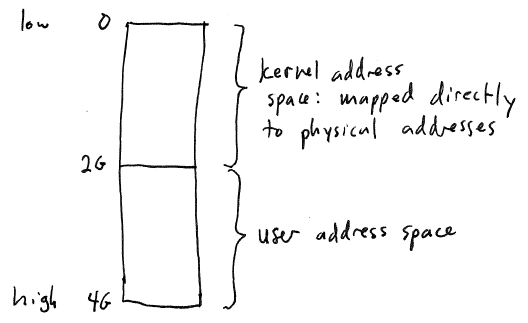 low 0
kernel address
space: mapped directly
to physical addresses
2G
user address space
high 4G